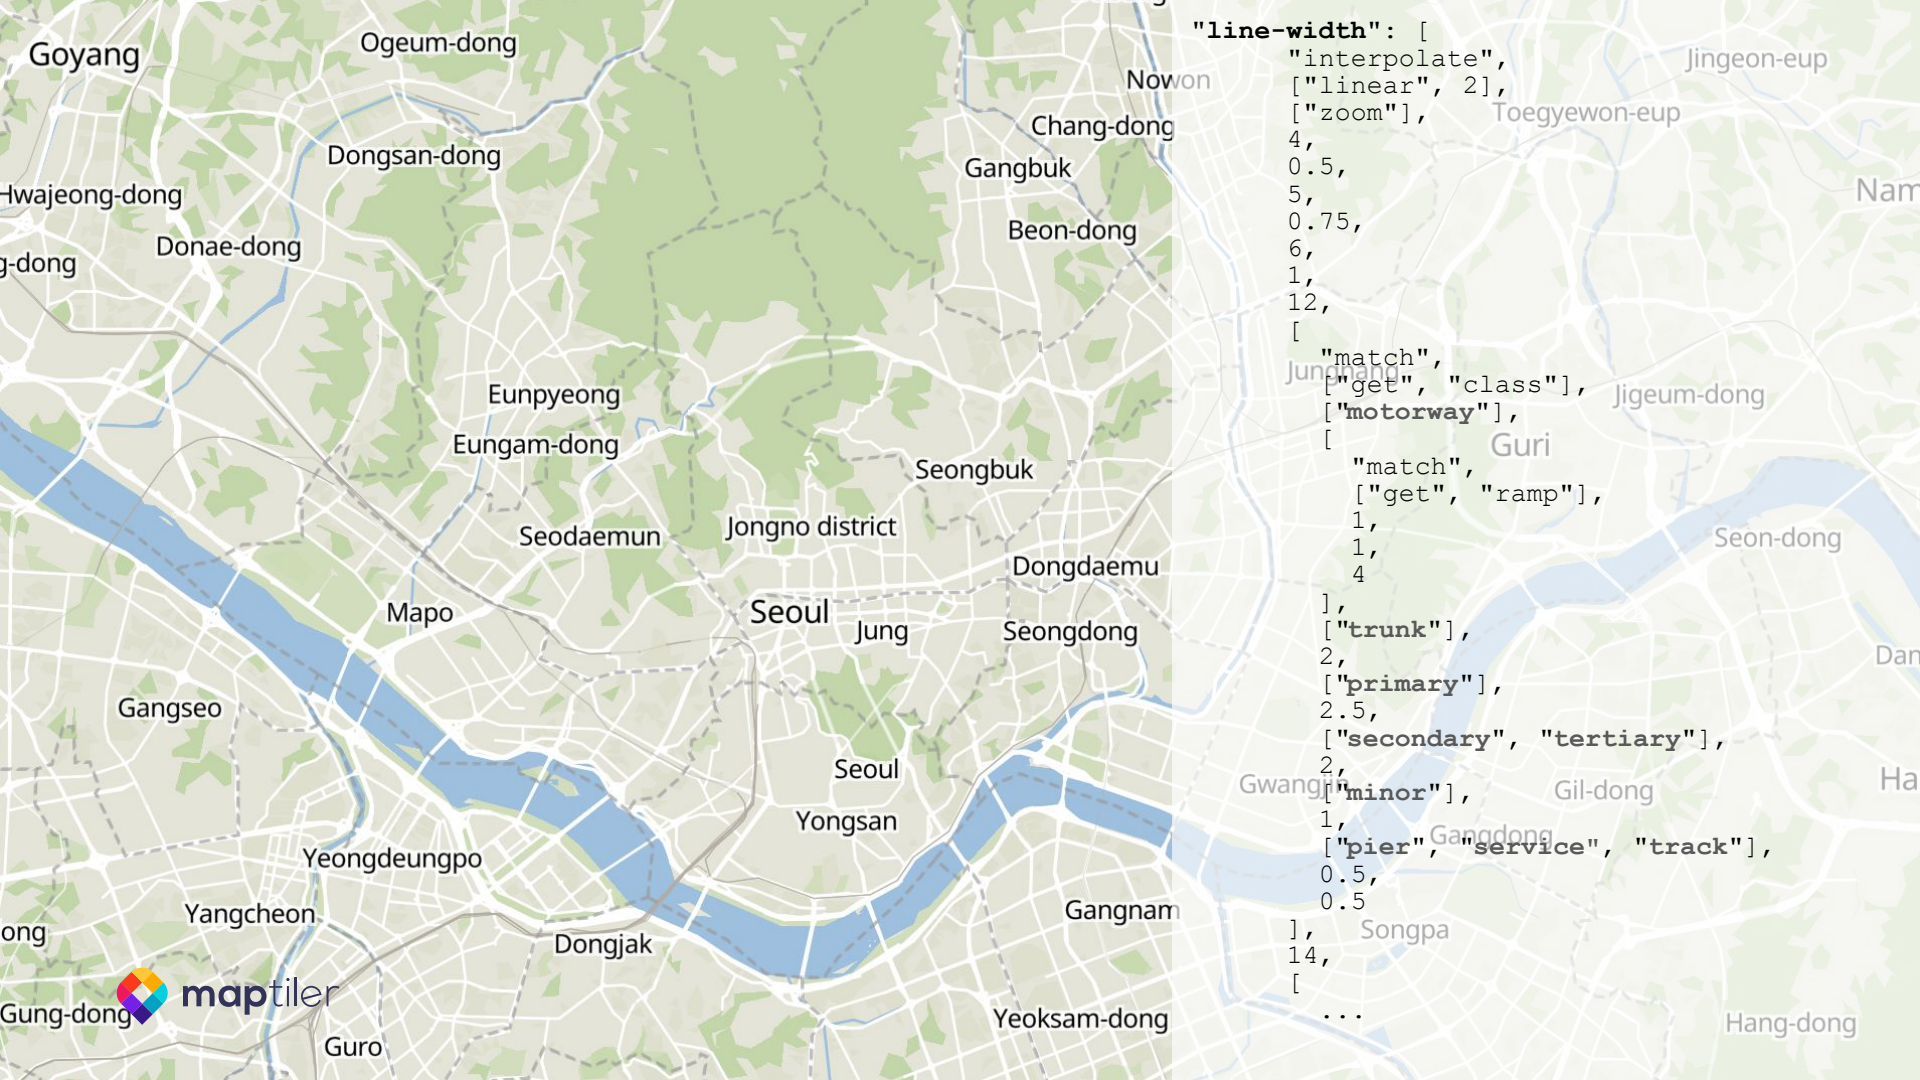 Goyang
Ogeum-dong
Nowon
Chang-dong
Dongsan-dong
Gangbuk
Hwajeong-dong
Beon-dong
Donae-dong
g-dong
Eunpyeong
Eungam-dong
Seongbuk
Jongno district
Seodaemun
Dongdaemu
Mapo
Seoul
Jung
Seongdong
Gangseo
Seoul
Yongsan
Yeongdeungpo
Yangcheon
Gangnam
ong
Dongjak
maptiler
Gung-dong
Yeoksam-dong
Guro
"line-width": [
"interpolate",
["linear", 2],
["zoom"],
4,
0.5,
5,
0.75,
6,
1,
12,
[
"match",
["get", "class"],
["motorway"],
[
"match",
["get", "ramp"],
1,
1,
4
],
["trunk"],
2,
["primary"],
2.5,
["secondary", "tertiary"],
2,
["minor"],
1,
["pier", "service", "track"],
0.5,
0.5
],
14,
[
...
Jingeon-eup
Toegyewon-eup
Nam
Jungnang
Jigeum-dong
Guri
Seon-dong
Dan
Gwangjin
Gil-dong
Ha
Gangdong
Songpa
Hang-dong